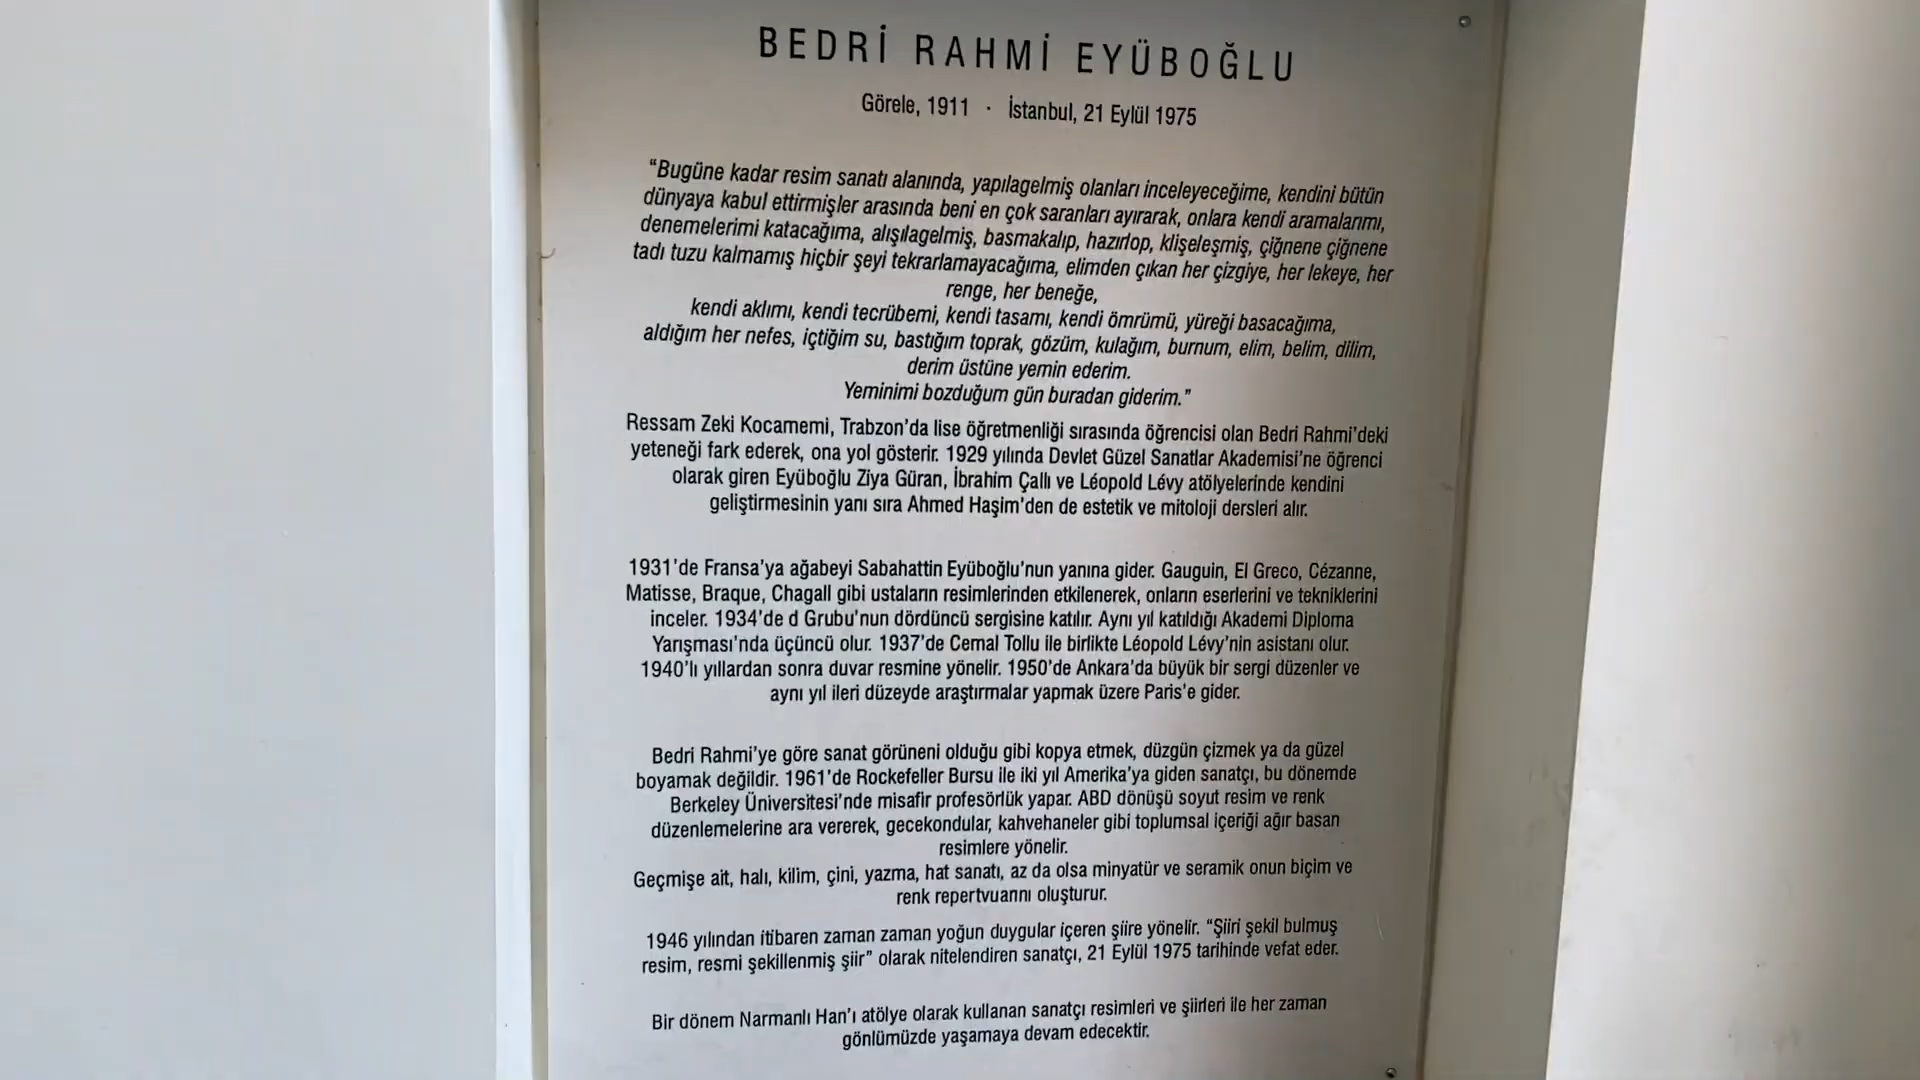 BEDRİ RAHMİ EYÜBOĞLU
Görele, 1911 · İstanbul, 21 Eylül 1975
“Bugüne kadar resim sanatı alanında, yapılagelmiş olanları inceleyeceğime, kendini bütün
dünyaya kabul ettirmişler arasında beni en çok saranları ayırarak, onlara kendi aramalarımı,
denemelerimi katacağıma, alışılagelmiş, basmakalıp, hazırlop, klişeleşmiş, çiğnene çiğnene
tadı tuzu kalmamış hiçbir şeyi tekrarlamayacağıma, elimden çıkan her çizgiye, her lekeye, her
renge, her beneğe,
kendi aklımı, kendi tecrübemi, kendi tasamı, kendi ömrümü, yüreği basacağıma,
aldığım her nefes, içtiğim su, bastığım toprak, gözüm, kulağım, burnum, elim, belim, dilim,
derim üstüne yemin ederim.
Yeminimi bozduğum gün buradan giderim.”
Ressam Zeki Kocamemi, Trabzon’da lise öğretmenliği sırasında öğrencisi olan Bedri Rahmi’deki
yeteneği fark ederek, ona yol gösterir. 1929 yılında Devlet Güzel Sanatlar Akademisi’ne öğrenci
olarak giren Eyüboğlu Ziya Güran, İbrahim Çallı ve Léopold Lévy atölyelerinde kendini
geliştirmesinin yanı sıra Ahmed Haşim’den de estetik ve mitoloji dersleri alır.
1931’de Fransa’ya ağabeyi Sabahattin Eyüboğlu’nun yanına gider. Gauguin, El Greco, Cézanne,
Matisse, Braque, Chagall gibi ustaların resimlerinden etkilenerek, onların eserlerini ve tekniklerini
inceler. 1934’de d Grubu’nun dördüncü sergisine katılır. Aynı yıl katıldığı Akademi Diploma
Yarışması’nda üçüncü olur. 1937’de Cemal Tollu ile birlikte Léopold Lévy’nin asistanı olur.
1940’lı yıllardan sonra duvar resmine yönelir. 1950’de Ankara’da büyük bir sergi düzenler ve
aynı yıl ileri düzeyde araştırmalar yapmak üzere Paris’e gider.
Bedri Rahmi’ye göre sanat görüneni olduğu gibi kopya etmek, düzgün çizmek ya da güzel
boyamak değildir. 1961’de Rockefeller Bursu ile iki yıl Amerika’ya giden sanatçı, bu dönemde
Berkeley Üniversitesi’nde misafir profesörlük yapar. ABD dönüşü soyut resim ve renk
düzenlemelerine ara vererek, gecekondular, kahvehaneler gibi toplumsal içeriği ağır basan
resimlere yönelir.
Geçmişe ait, halı, kilim, çini, yazma, hat sanatı, az da olsa minyatür ve seramik onun biçim ve
renk repertvuarını oluşturur.
1946 yılından itibaren zaman zaman yoğun duygular içeren şiire yönelir. “Şiiri şekil bulmuş
resim, resmi şekillenmiş şiir” olarak nitelendiren sanatçı, 21 Eylül 1975 tarihinde vefat eder.
Bir dönem Narmanlı Han’ı atölye olarak kullanan sanatçı resimleri ve şiirleri ile her zaman
gönlümüzde yaşamaya devam edecektir.